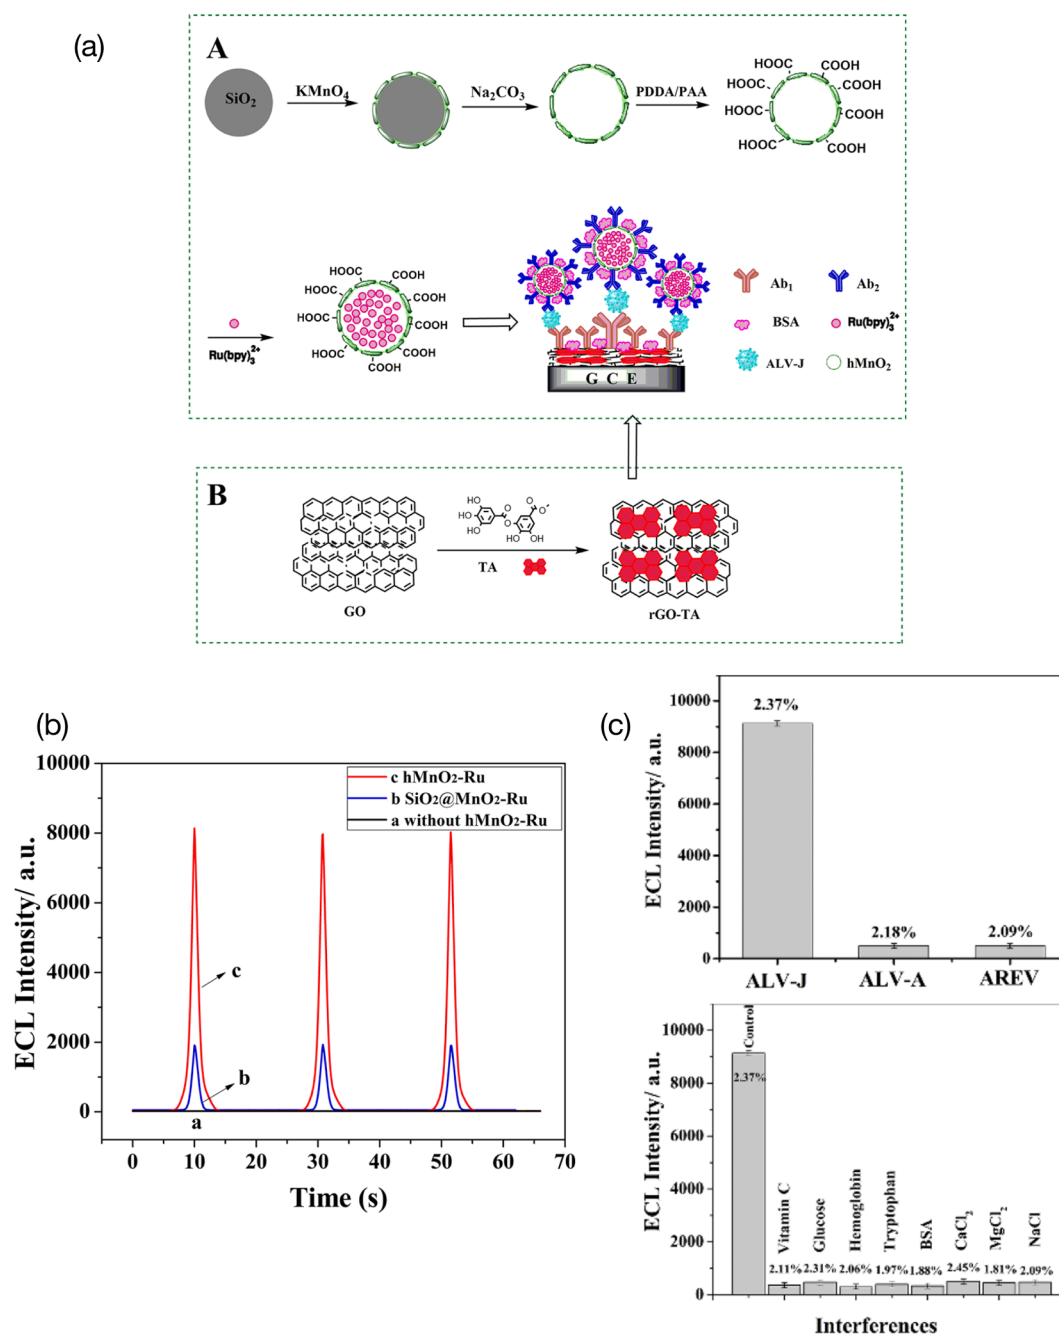 (a)
A
SiO2
KMnO4
Na2CO3
PDDA/PAA
HOOC COOH
HOOC COOH
HOOC COOH
HOOC COOH
Ru(bpy)3 2+
HOOC COOH
HOOC COOH
HOOC COOH
HOOC COOH
COOH
G C E
Ab1 Ab2
BSA Ru(bpy)3 2+
ALV-J hMnO2
B
GO
OH
HO
HO
OH
O
O
O
O
OH
OH
TA
rGO-TA
(b)
10000
8000
6000
4000
2000
0
ECL Intensity/ a.u.
c hMnO2-Ru
b SiO2@MnO2-Ru
a without hMnO2-Ru
c
b
a
0 10 20 30 40 50 60 70
Time (s)
(c)
10000
8000
6000
4000
2000
0
ECL Intensity/ a.u.
2.37%
2.18%
2.09%
ALV-J ALV-A AREV
10000
8000
6000
4000
2000
0
ECL Intensity/ a.u.
Control
2.37%
Vitamin C
Glucose
Hemoglobin
Tryptophan
BSA
CaCl2
MgCl2
NaCl
2.11% 2.31% 2.06% 1.97% 1.88% 2.45% 1.81% 2.09%
Interferences